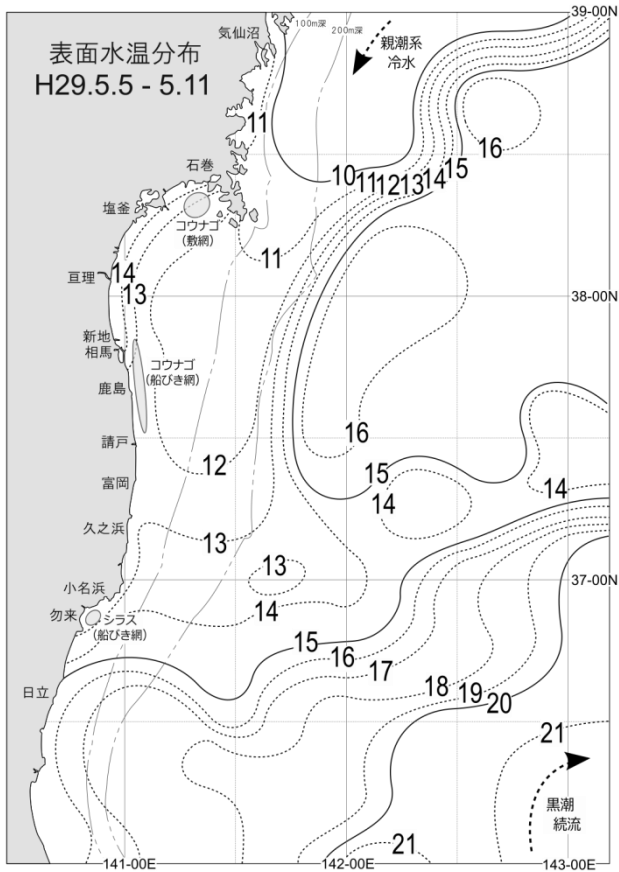 39-00N
100m深
200m深
気仙沼
親潮系
冷水
表面水温分布
H29.5.5 - 5.11
11
16
石巻
10
11
12
13
14
15
塩釜
コウナゴ
(敷網)
11
14
亘理
13
38-00N
新地
相馬
コウナゴ
(船びき網)
鹿島
16
請戸
12
15
富岡
14
14
久之浜
13
13
37-00N
小名浜
14
勿来
シラス
(船びき網)
15
16
17
日立
18
19
20
21
黒潮
続流
21
141-00E
142-00E
143-00E